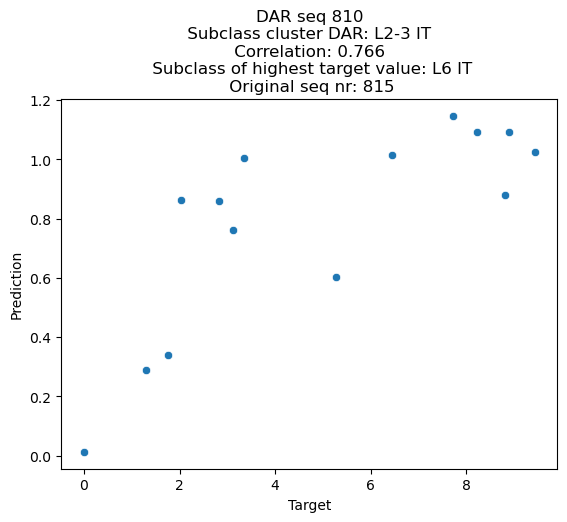 DAR seq 810
Subclass cluster DAR: L2-3 IT
Correlation: 0.766
Subclass of highest target value: L6 IT
Original seq nr: 815
1.2
1.0
0.8
0.6
0.4
0.2
0.0
Prediction
0 2 4 6 8
Target